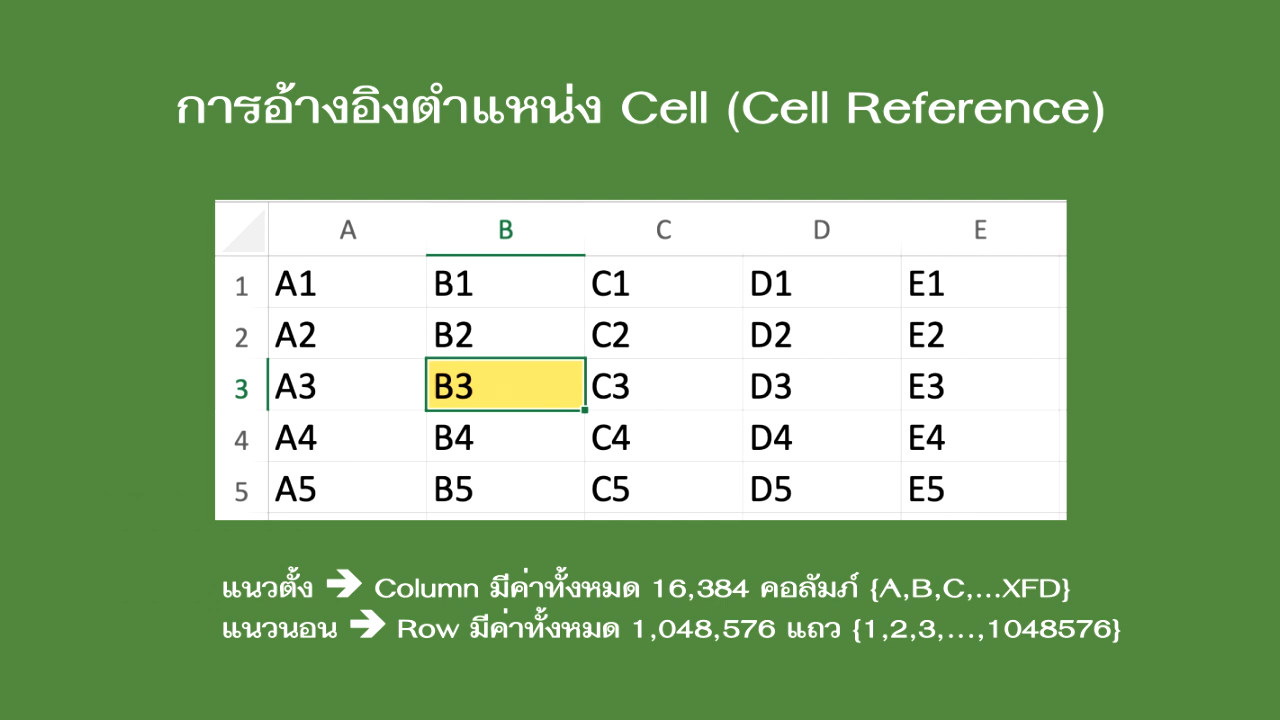 การอ้างอิงตำแหน่ง Cell (Cell Reference)
A B C D E
1 A1 B1 C1 D1 E1
2 A2 B2 C2 D2 E2
3 A3 B3 C3 D3 E3
4 A4 B4 C4 D4 E4
5 A5 B5 C5 D5 E5
แนวตั้ง ➔ Column มีค่าทั้งหมด 16,384 คอลัมภ์ {A,B,C,...XFD}
แนวนอน ➔ Row มีค่าทั้งหมด 1,048,576 แถว {1,2,3,...,1048576}